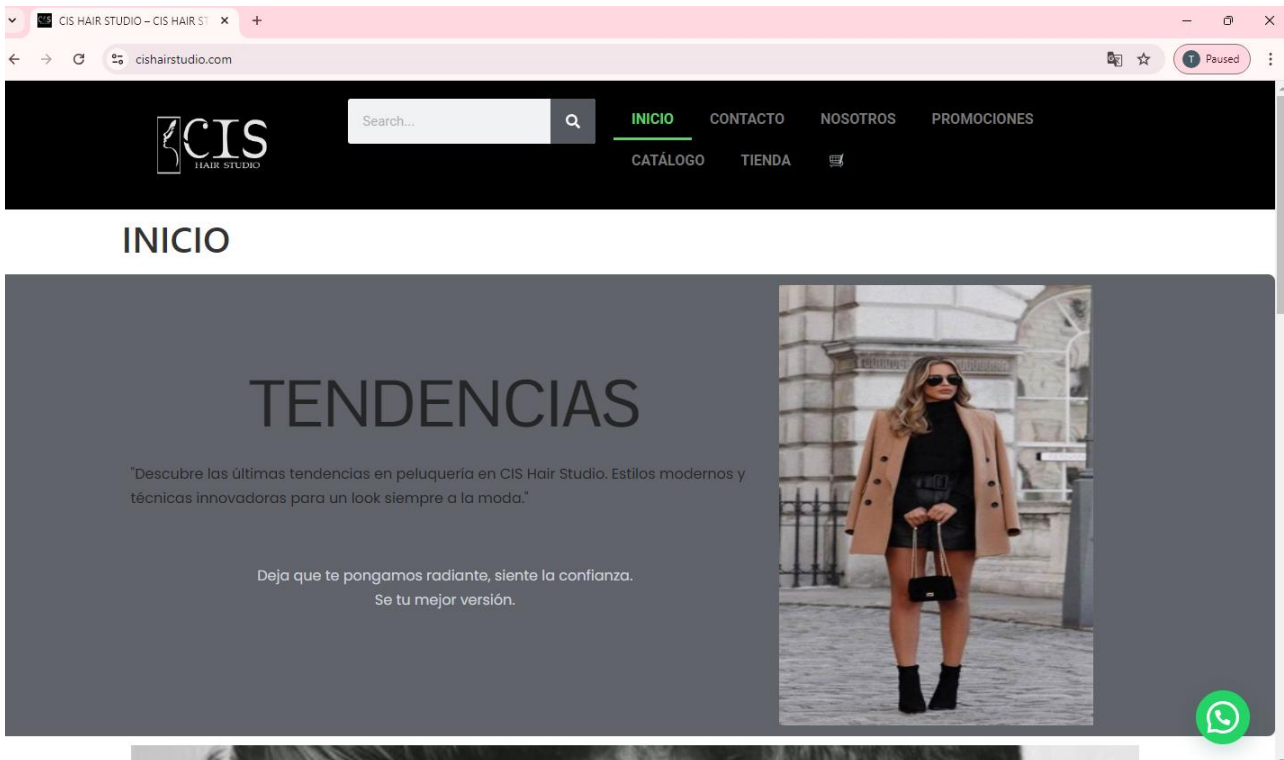 CIS HAIR STUDIO – CIS HAIR ST
cishairstudio.com
T Paused
CIS
HAIR STUDIO
Search...
INICIO CONTACTO NOSOTROS PROMOCIONES
CATÁLOGO TIENDA
INICIO
TENDENCIAS
"Descubre las últimas tendencias en peluquería en CIS Hair Studio. Estilos modernos y
técnicas innovadoras para un look siempre a la moda."
Deja que te pongamos radiante, siente la confianza.
Se tu mejor versión.